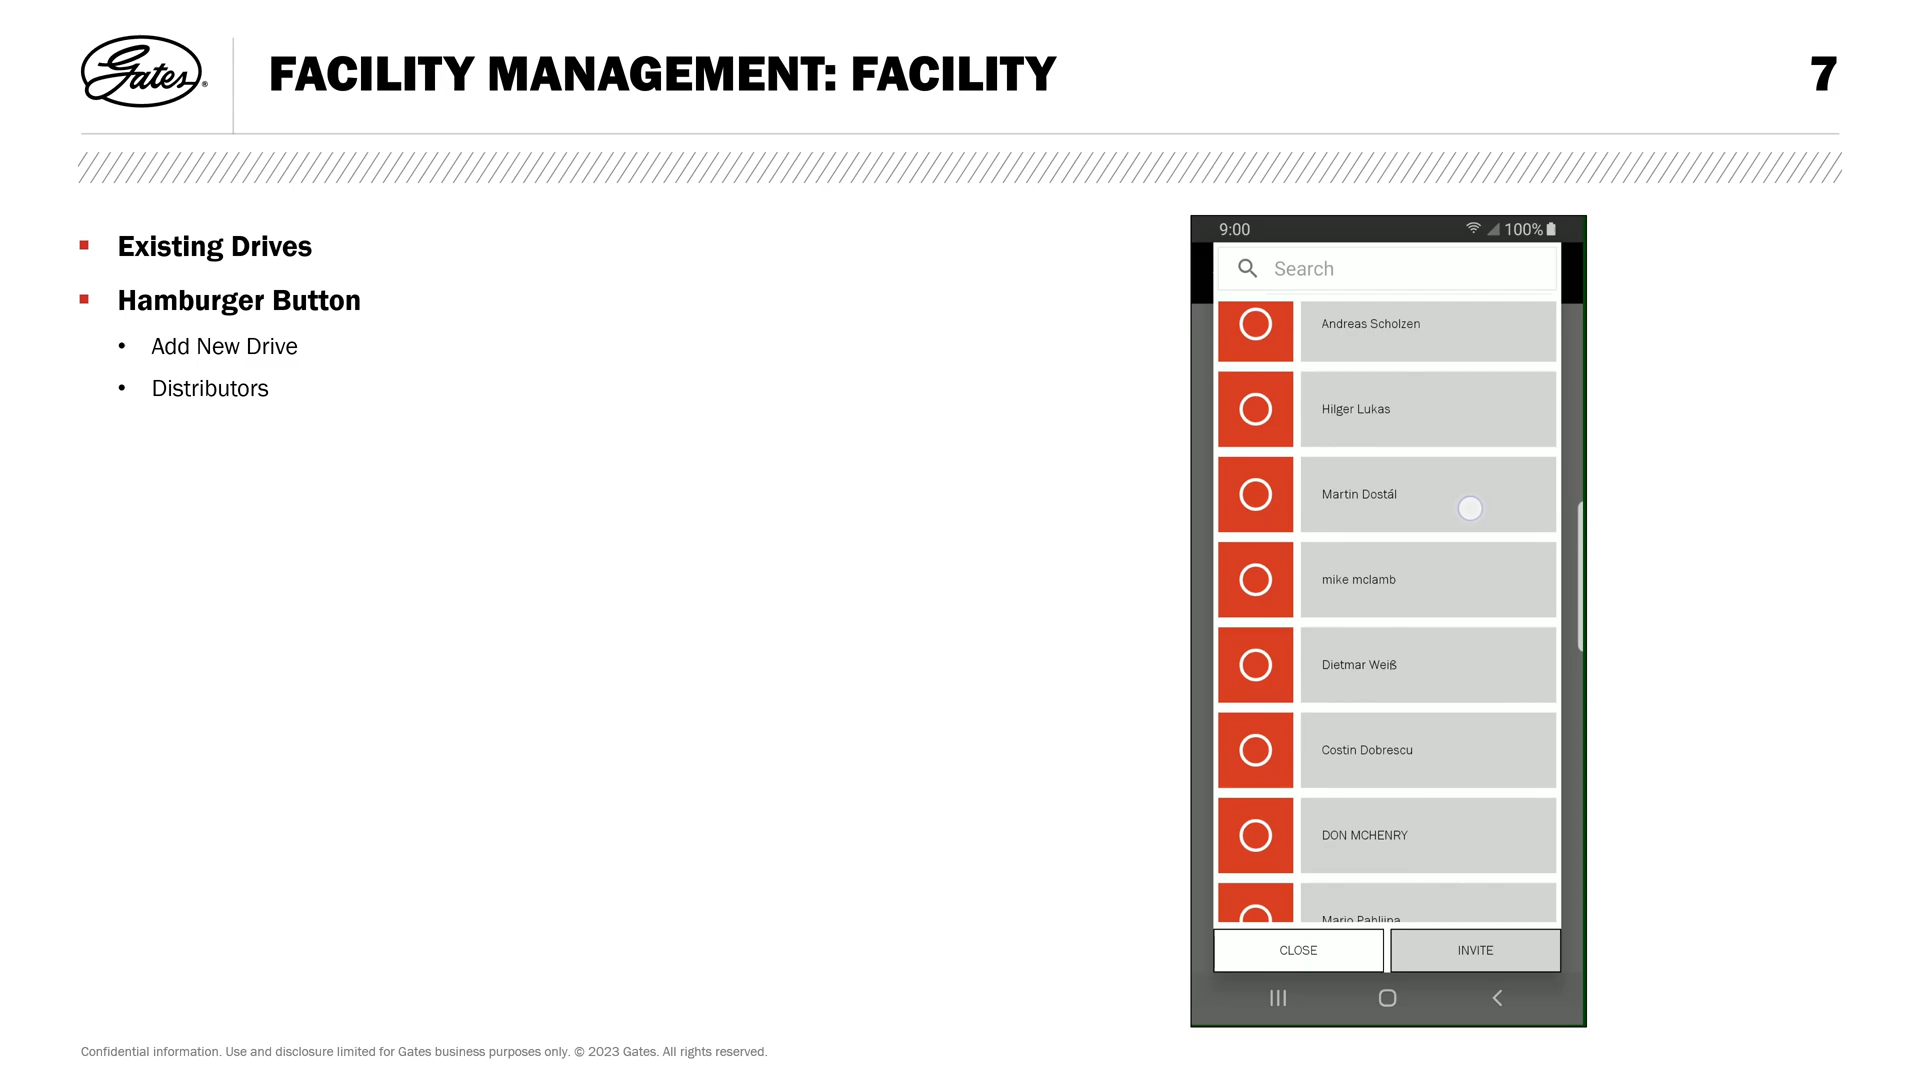 Gates
FACILITY MANAGEMENT: FACILITY
7
Existing Drives
Hamburger Button
• Add New Drive
• Distributors
9:00
100%
Search
Andreas Scholzen
Hilger Lukas
Martin Dostál
mike mclamb
Dietmar Weiß
Costin Dobrescu
DON MCHENRY
CLOSE
INVITE
Confidential information. Use and disclosure limited for Gates business purposes only. © 2023 Gates. All rights reserved.